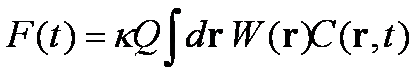 F(t) = κQ∫dr W(r)C(r,t)